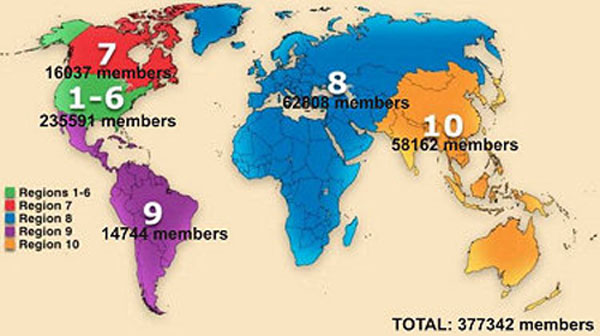 7
16037 members
1-6
235591 members
8
62808 members
10
58162 members
9
14744 members
Regions 1-6
Region 7
Region 8
Region 9
Region 10
TOTAL: 377342 members